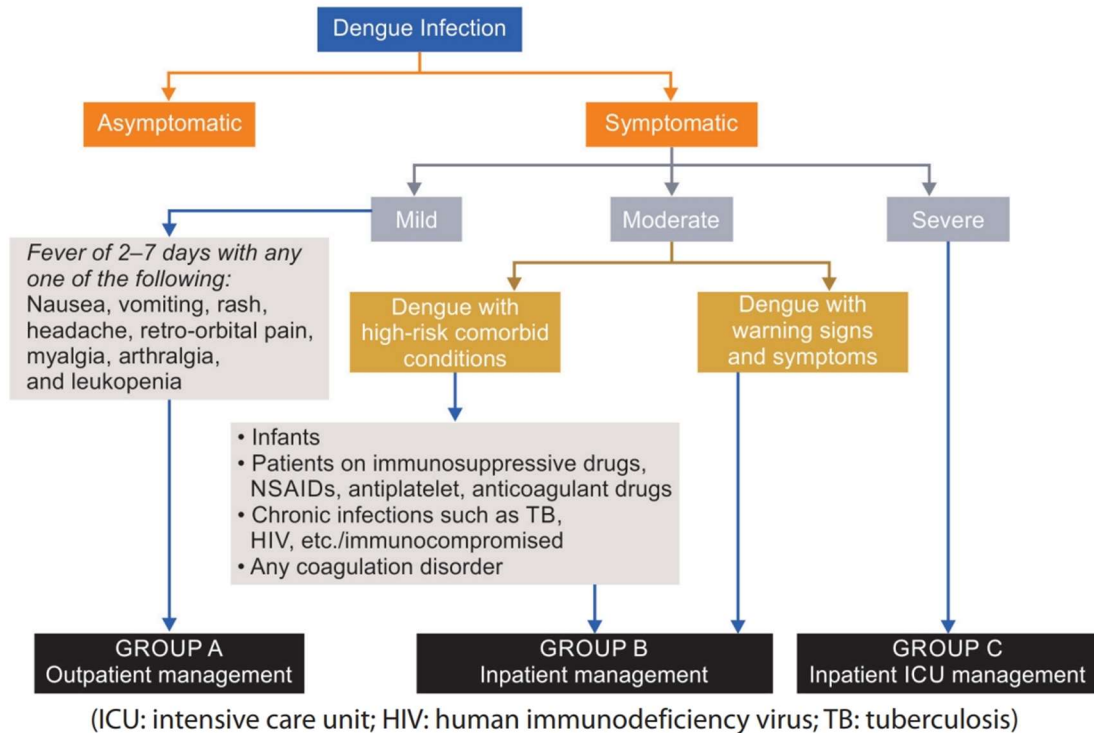 Dengue Infection
Asymptomatic
Symptomatic
Mild
Moderate
Severe
Fever of 2–7 days with any
one of the following:
Nausea, vomiting, rash,
headache, retro-orbital pain,
myalgia, arthralgia,
and leukopenia
Dengue with
high-risk comorbid
conditions
Dengue with
warning signs
and symptoms
• Infants
• Patients on immunosuppressive drugs,
NSAIDs, antiplatelet, anticoagulant drugs
• Chronic infections such as TB,
HIV, etc./immunocompromised
• Any coagulation disorder
GROUP A
Outpatient management
GROUP B
Inpatient management
GROUP C
Inpatient ICU management
(ICU: intensive care unit; HIV: human immunodeficiency virus; TB: tuberculosis)